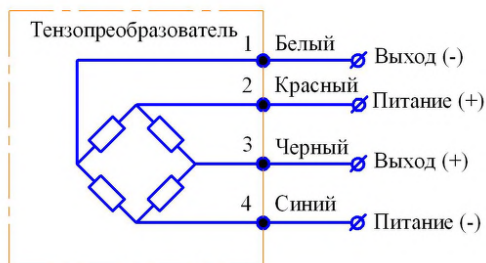 Тензопреобразователь
1 Белый Выход (-)
2 Красный Питание (+)
3 Черный Выход (+)
4 Синий Питание (-)